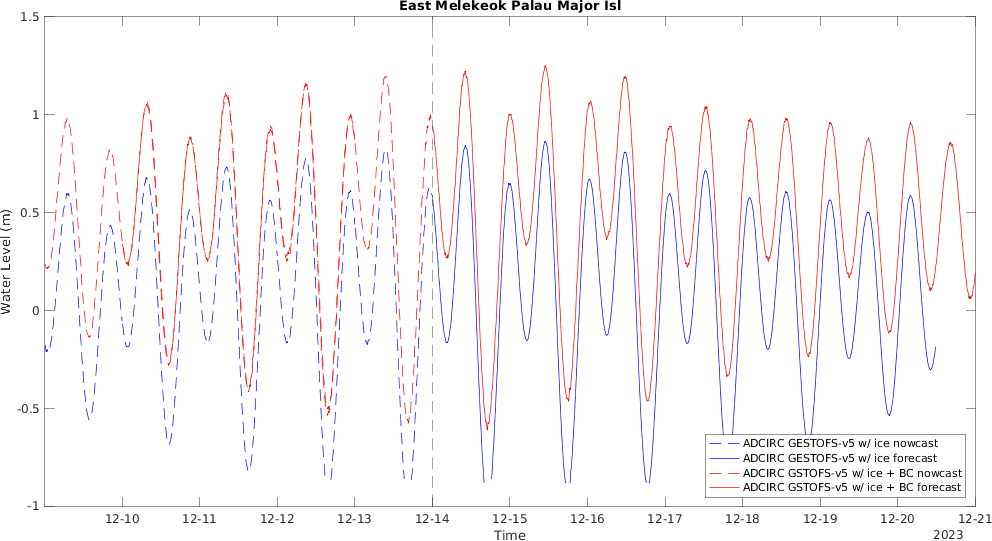 East Melekeok Palau Major Isl
1.5
1
0.5
0
-0.5
-1
Water Level (m)
12-10 12-11 12-12 12-13 12-14 12-15 12-16 12-17 12-18 12-19 12-20 12-21
Time
2023
ADCIRC GESTOFS-v5 w/ ice nowcast
ADCIRC GESTOFS-v5 w/ ice forecast
ADCIRC GSTOFS-v5 w/ ice + BC nowcast
ADCIRC GSTOFS-v5 w/ ice + BC forecast